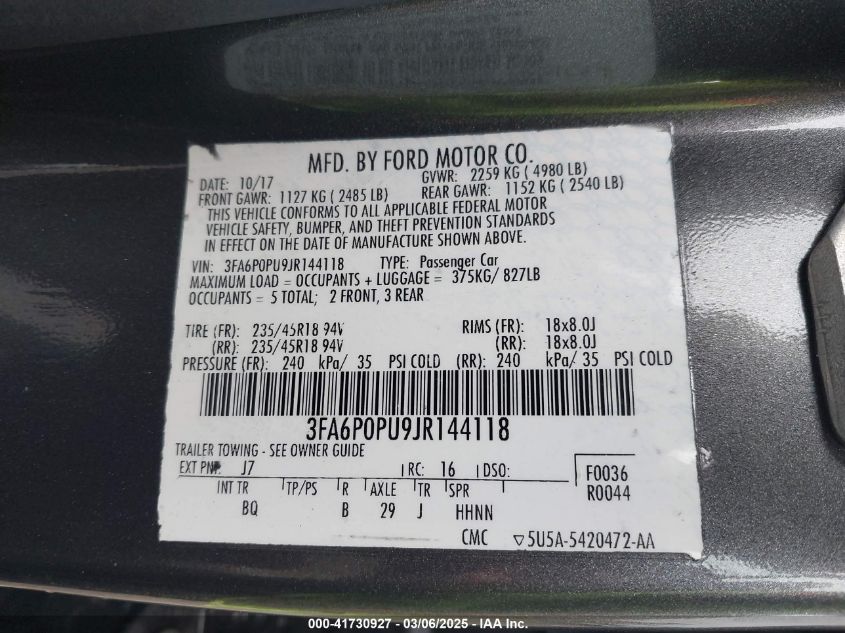 MFD. BY FORD MOTOR CO.
DATE: 10/17 GVWR: 2259 KG ( 4980 LB)
FRONT GAWR: 1127 KG ( 2485 LB) REAR GAWR: 1152 KG ( 2540 LB)
THIS VEHICLE CONFORMS TO ALL APPLICABLE FEDERAL MOTOR
VEHICLE SAFETY, BUMPER, AND THEFT PREVENTION STANDARDS
IN EFFECT ON THE DATE OF MANUFACTURE SHOWN ABOVE.
VIN: 3FA6P0PU9JR144118 TYPE: Passenger Car
MAXIMUM LOAD = OCCUPANTS + LUGGAGE = 375KG/ 827LB
OCCUPANTS = 5 TOTAL; 2 FRONT, 3 REAR
TIRE (FR): 235/45R18 94V RIMS (FR): 18x8.0J
(RR): 235/45R18 94V (RR): 18x8.0J
PRESSURE (FR): 240 kPa/ 35 PSI COLD (RR): 240 kPa/ 35 PSI COLD
3FA6P0PU9JR144118
TRAILER TOWING - SEE OWNER GUIDE
EXT PNT: J7 RC: 16 DSO: F0036
INT TR TP/PS R AXLE TR SPR R0044
BQ B 29 J HHNN
CMC ▽5U5A-5420472-AA
000-41730927 - 03/06/2025 - IAAI.com